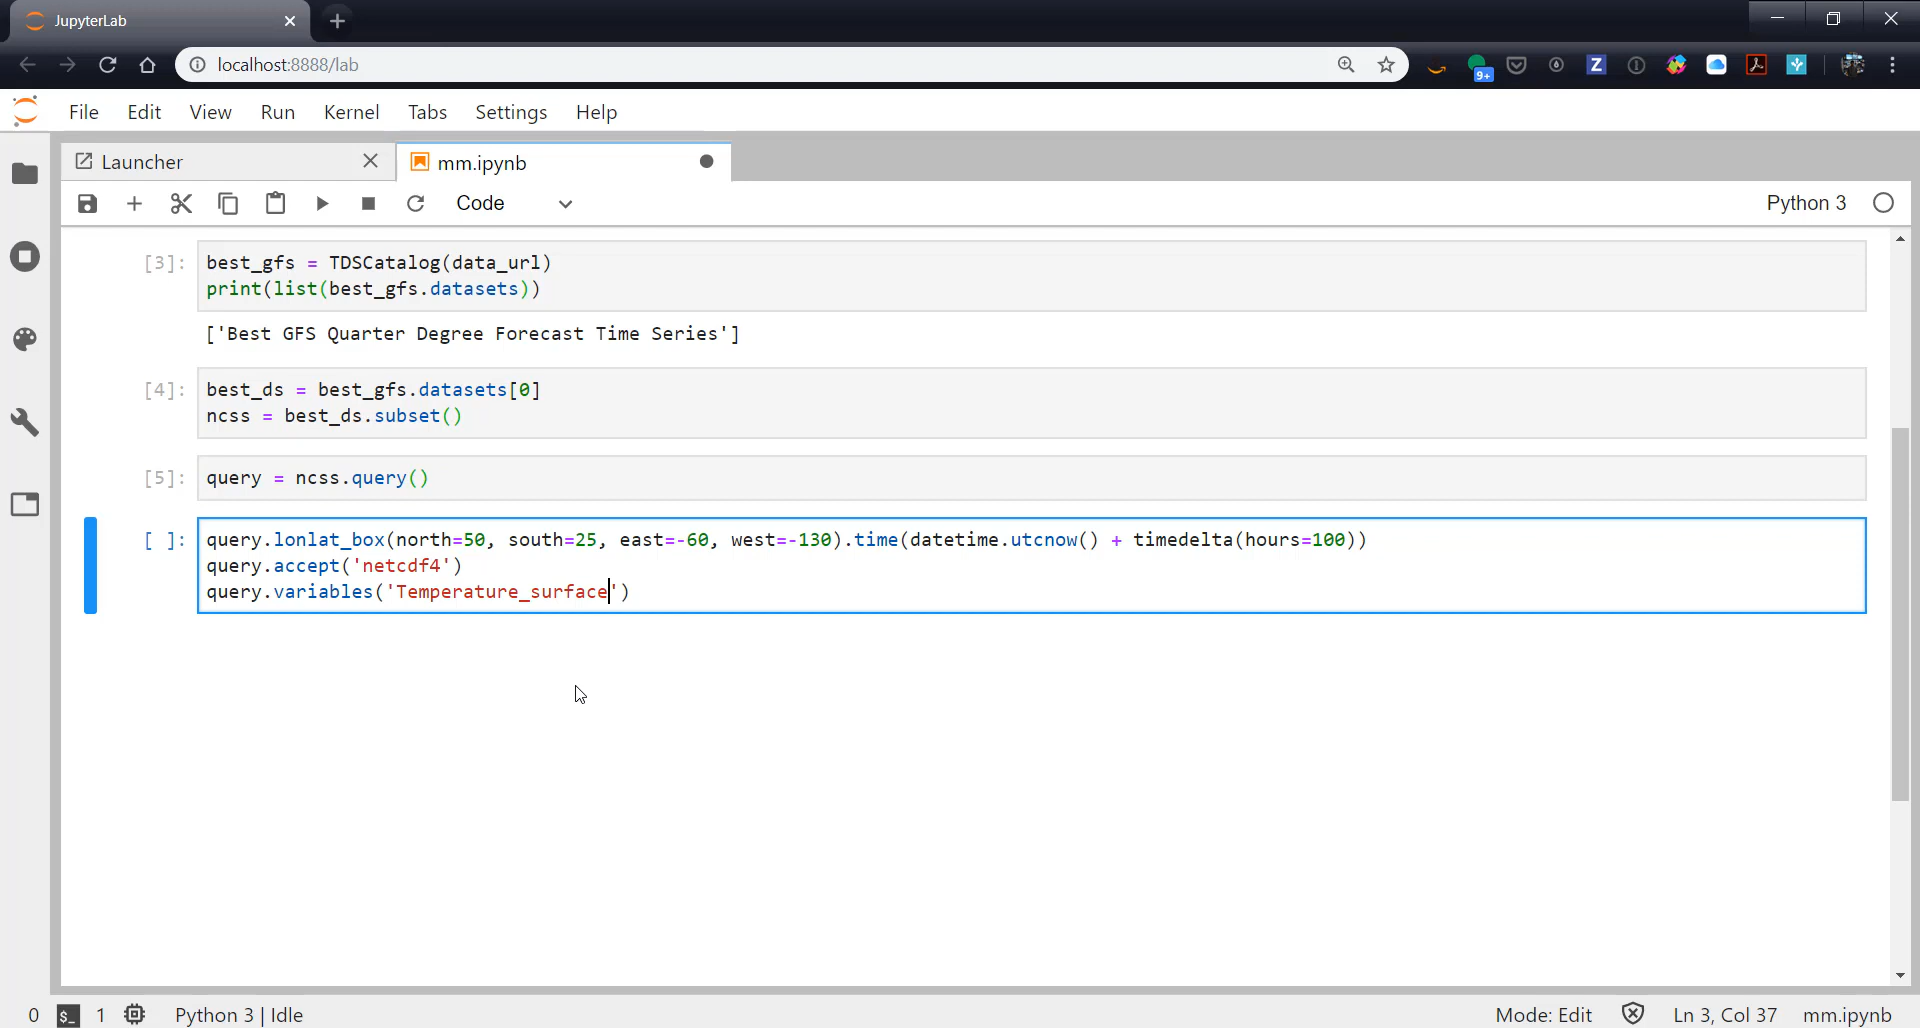 JupyterLab
localhost:8888/lab
9+
Z
File Edit View Run Kernel Tabs Settings Help
Launcher
mm.ipynb
Code
Python 3
[3]: best_gfs = TDSCatalog(data_url)
print(list(best_gfs.datasets))
['Best GFS Quarter Degree Forecast Time Series']
[4]: best_ds = best_gfs.datasets[0]
ncss = best_ds.subset()
[5]: query = ncss.query()
[ ]: query.lonlat_box(north=50, south=25, east=-60, west=-130).time(datetime.utcnow() + timedelta(hours=100))
query.accept('netcdf4')
query.variables('Temperature_surface')
0 $_ 1 Python 3 | Idle Mode: Edit Ln 3, Col 37 mm.ipynb